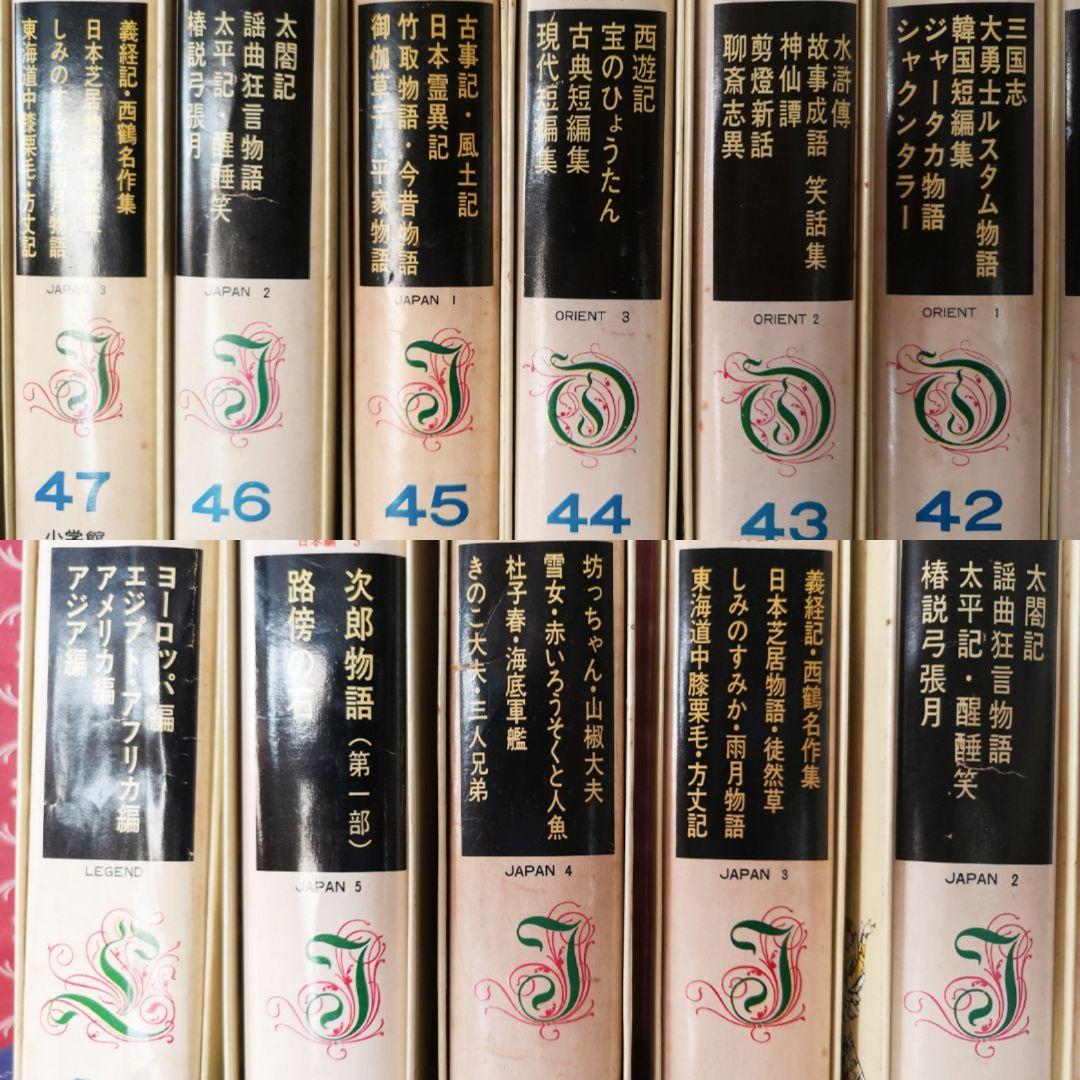 義経記・西鶴名作集
日本芝居物語・徒然草
しみのすみか・雨月物語
東海道中膝栗毛・方丈記
JAPAN 3
47
小学館
太閤記
謡曲狂言物語
太平記・醒睡笑
椿説弓張月
JAPAN 2
46
古事記・風土記
日本霊異記
竹取物語・今昔物語
御伽草子・平家物語
JAPAN 1
45
西遊記
宝のひょうたん
古典短編集
現代短編集
ORIENT 3
44
水滸傳
故事成語 笑話集
神仙譚
剪燈新話
聊斎志異
ORIENT 2
43
三国志
大勇士ルスタム物語
韓国短編集
ジャータカ物語
シャクンタラー
ORIENT 1
42
ヨーロッパ編
エジプト・アフリカ編
アメリカ編
アジア編
LEGEND
日本編 5
次郎物語(第一部)
路傍の石
JAPAN 5
坊っちゃん・山椒大夫
雪女・赤いろうそくと人魚
杜子春・海底軍艦
きのこ大夫・三人兄弟
JAPAN 4
義経記・西鶴名作集
日本芝居物語・徒然草
しみのすみか・雨月物語
東海道中膝栗毛・方丈記
JAPAN 3
太閤記
謡曲狂言物語
太平記・醒睡笑
椿説弓張月
JAPAN 2